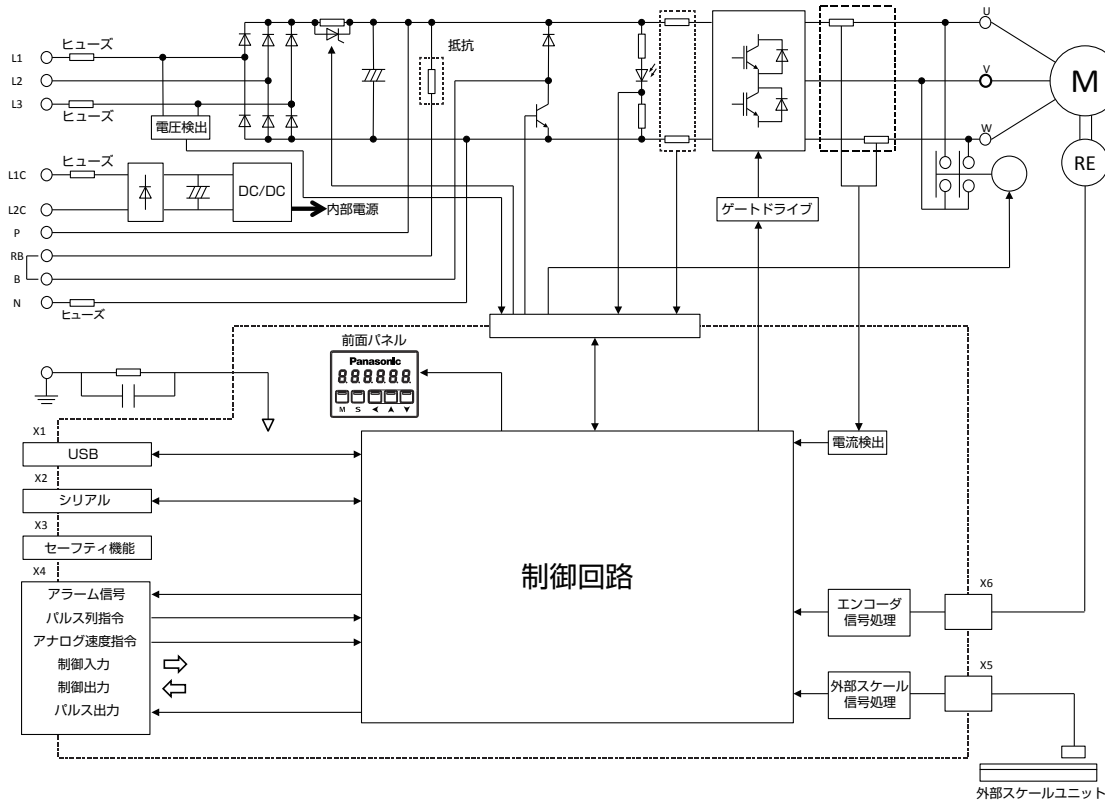 U
ヒューズ
抵抗
L1
L2
V
M
L3
ヒューズ
電圧検出
W
ヒューズ
L1C
DC/DC
RE
L2C
内部電源
ゲートドライブ
P
RB
B
N
ヒューズ
前面パネル
Panasonic
8.8.8.8.8.8.
M S
X1
USB
電流検出
X2
シリアル
X3
セーフティ機能
制御回路
X4
アラーム信号
パルス列指令
アナログ速度指令
制御入力
制御出力
パルス出力
エンコーダ
信号処理
X6
外部スケール
信号処理
X5
外部スケールユニット